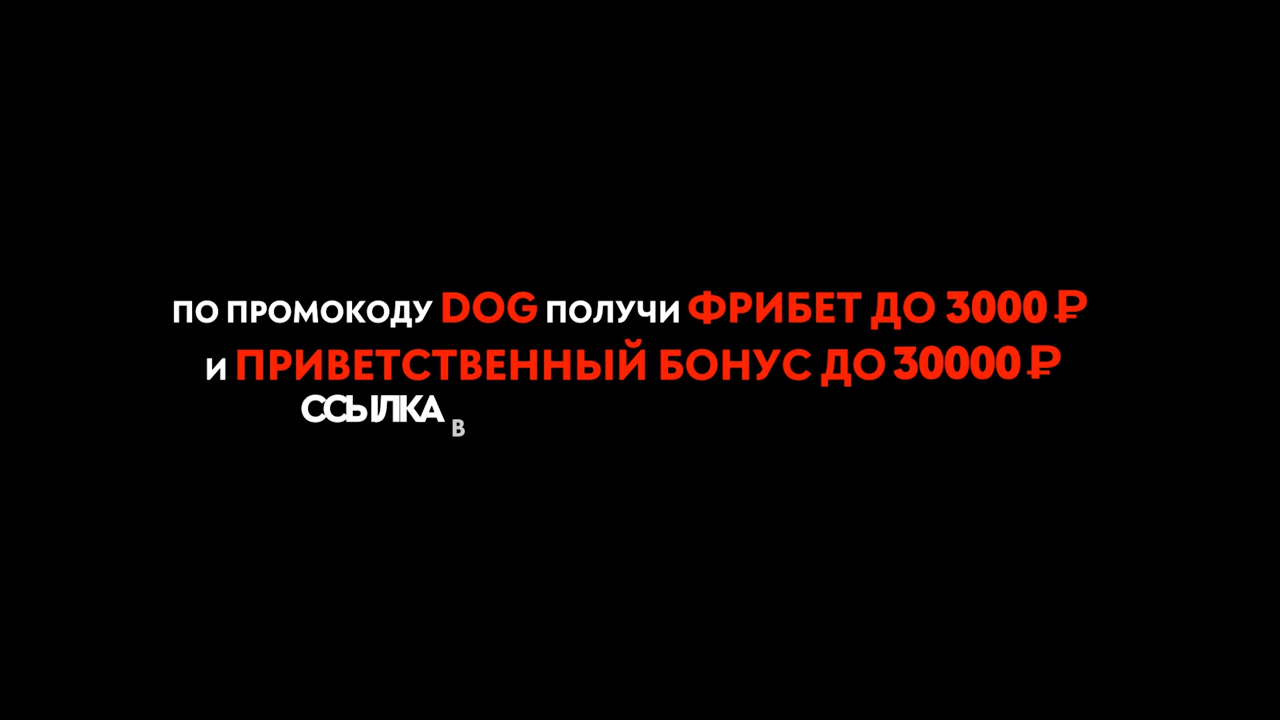 ПО ПРОМОКОДУ DOG ПОЛУЧИ ФРИБЕТ ДО 3000 ₽
И ПРИВЕТСТВЕННЫЙ БОНУС ДО 30000 ₽
ССЫЛКА В